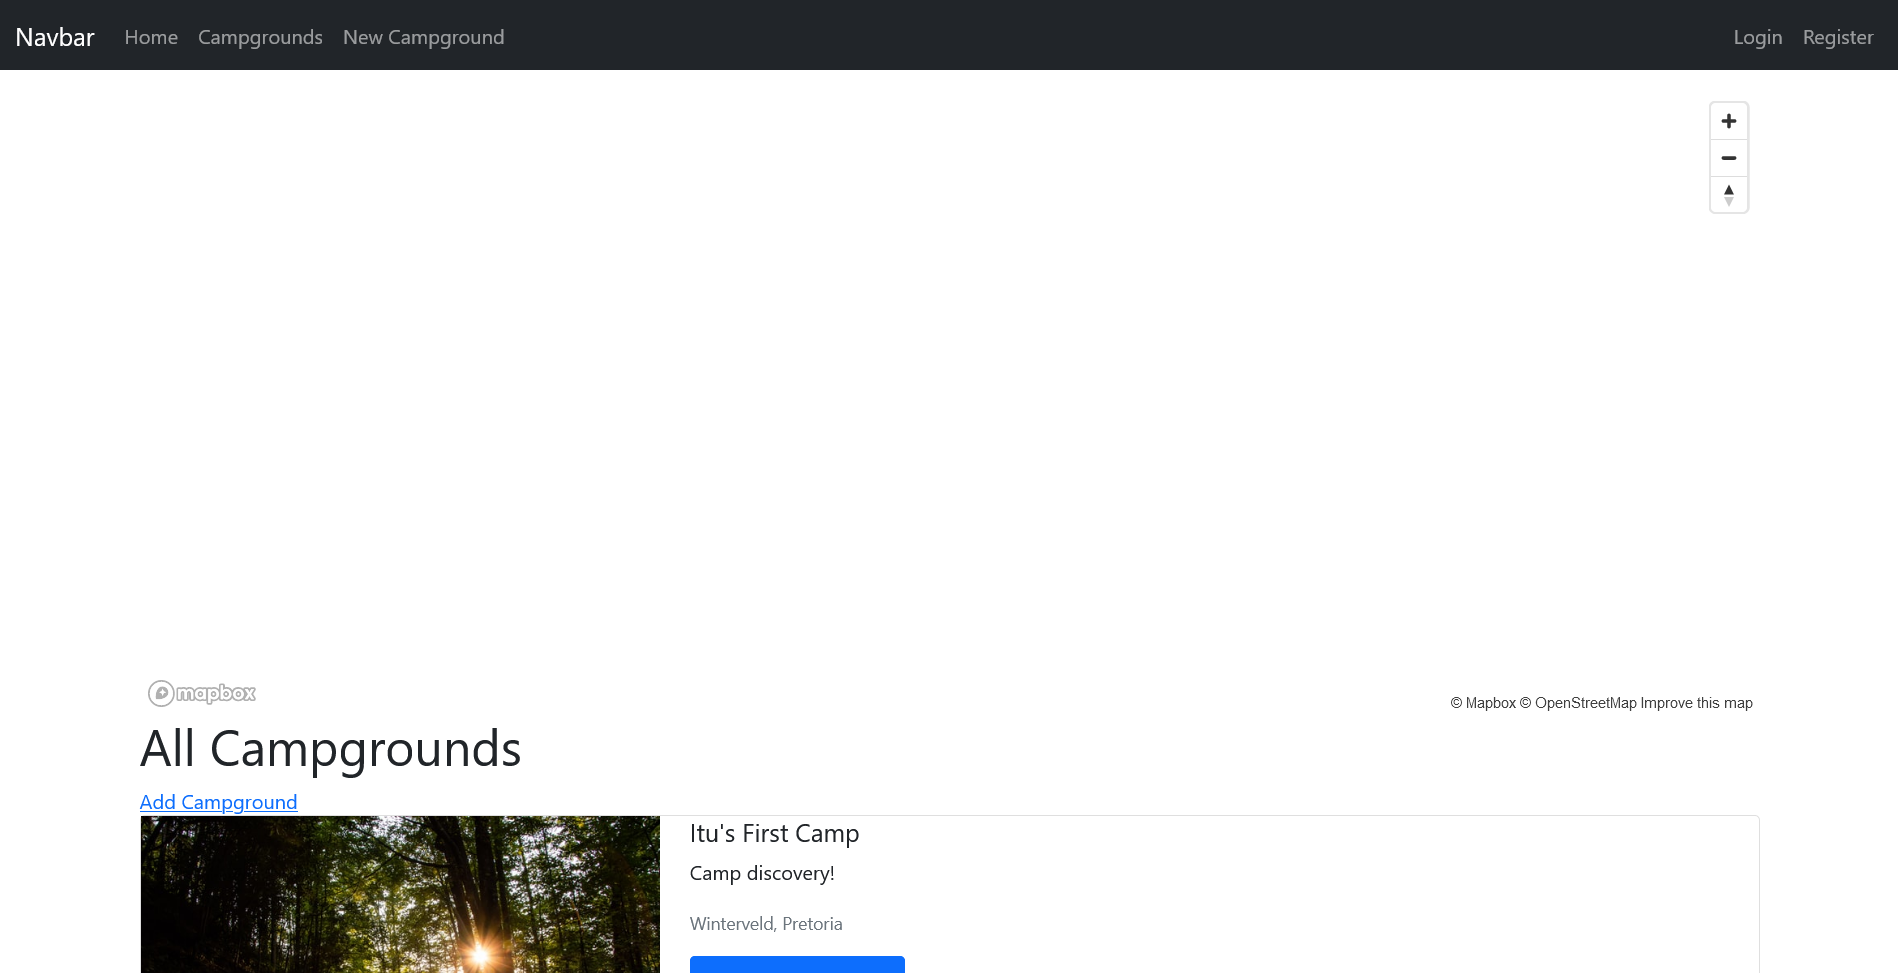 Navbar Home Campgrounds New Campground Login Register
mapbox
© Mapbox © OpenStreetMap Improve this map
All Campgrounds
Add Campground
Itu's First Camp
Camp discovery!
Winterveld, Pretoria